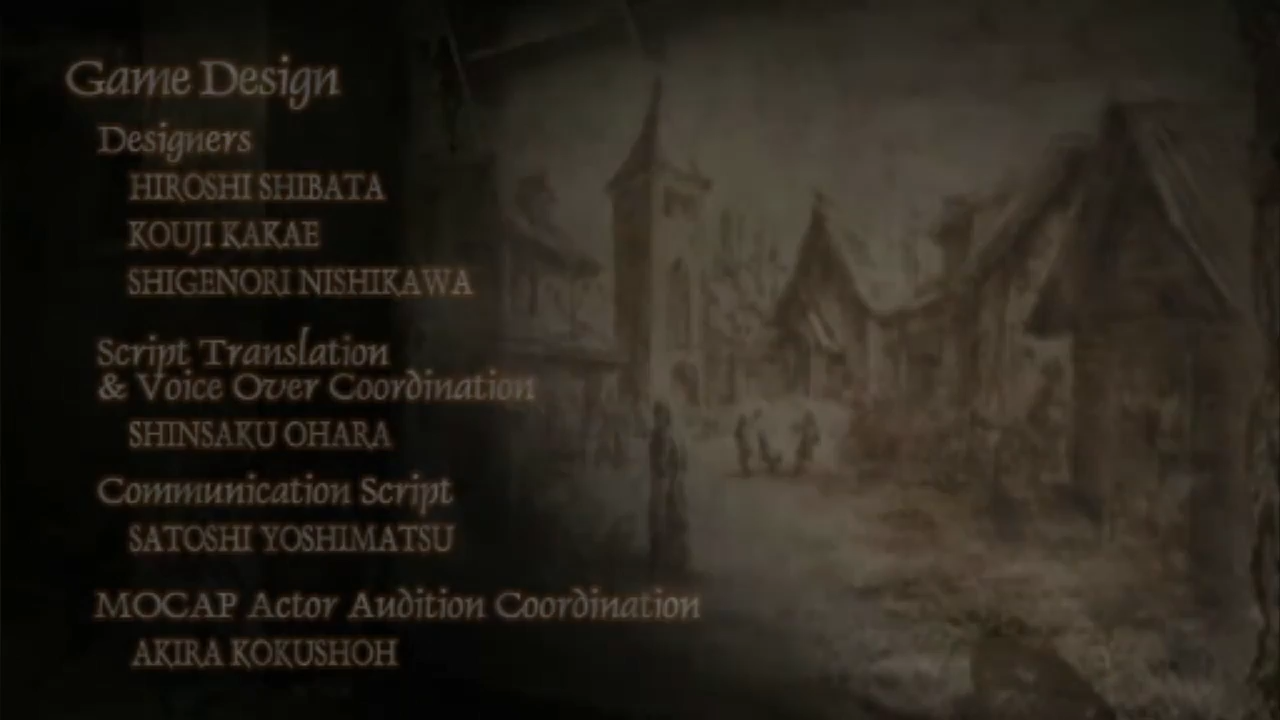 Game Design
Designers
HIROSHI SHIBATA
KOUJI KAKAE
SHIGENORI NISHIKAWA
Script Translation
& Voice Over Coordination
SHINSAKU OHARA
Communication Script
SATOSHI YOSHIMATSU
MOCAP Actor Audition Coordination
AKIRA KOKUSHOH